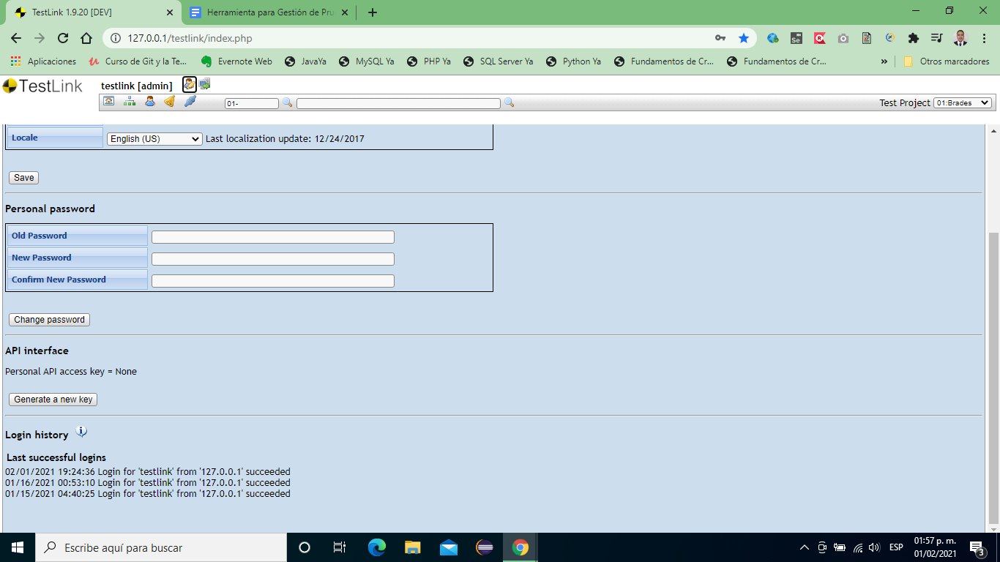 TestLink 1.9.20 [DEV]
Herramienta para Gestión de Pru
127.0.0.1/testlink/index.php
Se
Aplicaciones
Curso de Git y la Te...
Evernote Web
JavaYa
MySQL Ya
PHP Ya
SQL Server Ya
Python Ya
Fundamentos de Cr...
Fundamentos de Cr...
»
Otros marcadores
TestLink
testlink [admin]
01-
Test Project
01:Brades
Locale
English (US)
Last localization update: 12/24/2017
Save
Personal password
Old Password
New Password
Confirm New Password
Change password
API interface
Personal API access key = None
Generate a new key
Login history
Last successful logins
02/01/2021 19:24:36 Login for 'testlink' from '127.0.0.1' succeeded
01/16/2021 00:53:10 Login for 'testlink' from '127.0.0.1' succeeded
01/15/2021 04:40:25 Login for 'testlink' from '127.0.0.1' succeeded
Escribe aquí para buscar
ESP
01:57 p. m.
01/02/2021
3